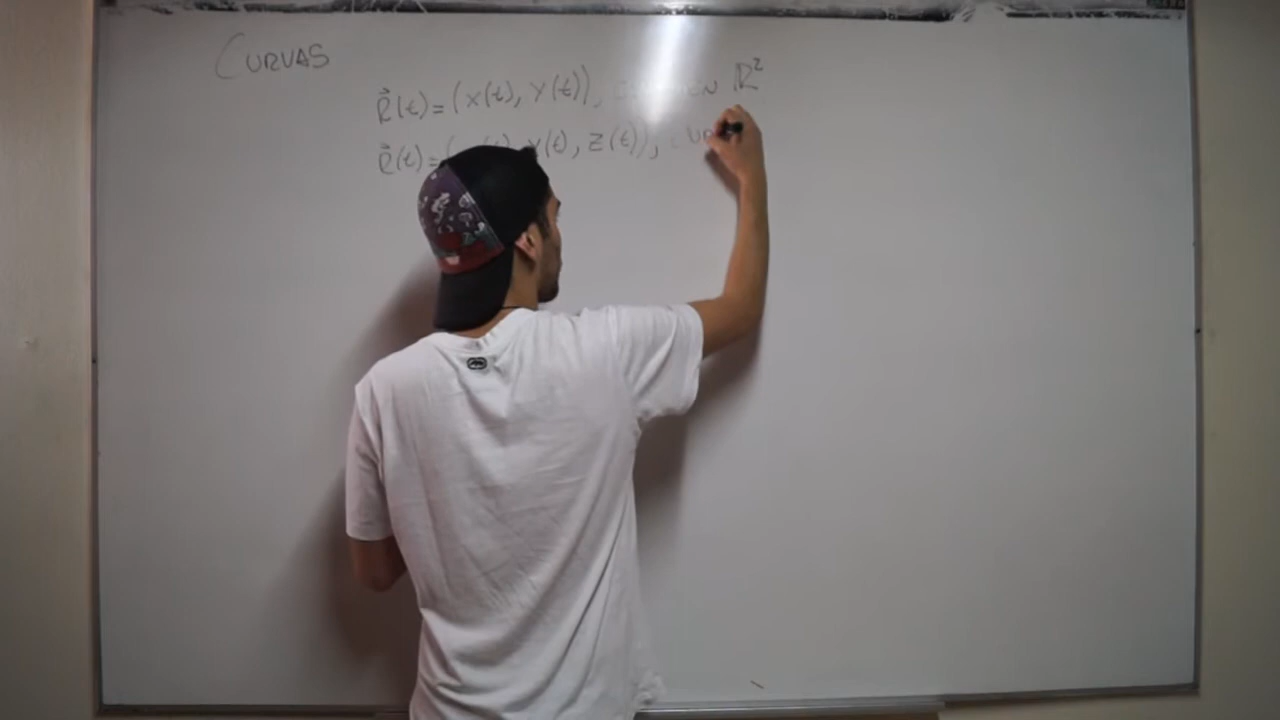 CURVAS
r⃗(t)=(x(t), y(t)), EN ℝ²
r⃗(t)= y(t), z(t)),